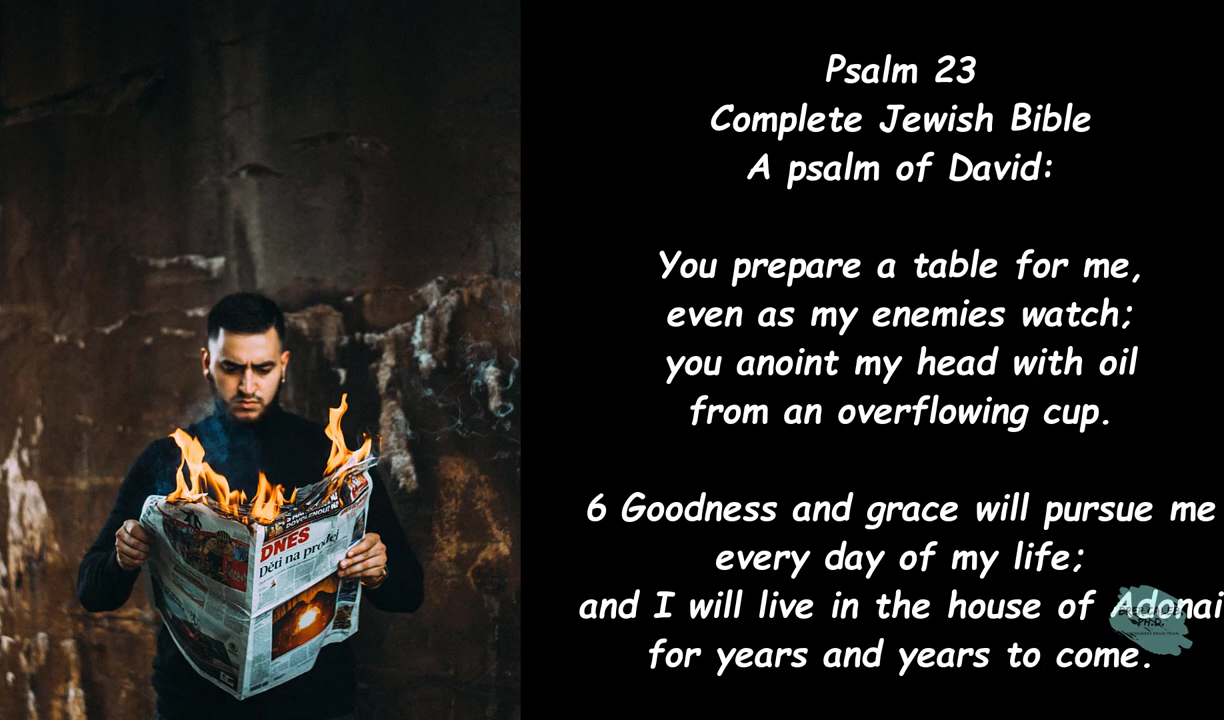 Psalm 23
Complete Jewish Bible
A psalm of David:
You prepare a table for me,
even as my enemies watch;
you anoint my head with oil
from an overflowing cup.
6 Goodness and grace will pursue me
every day of my life;
and I will live in the house of Adonai
for years and years to come.
DNES
Děti na prodej
PH.D.